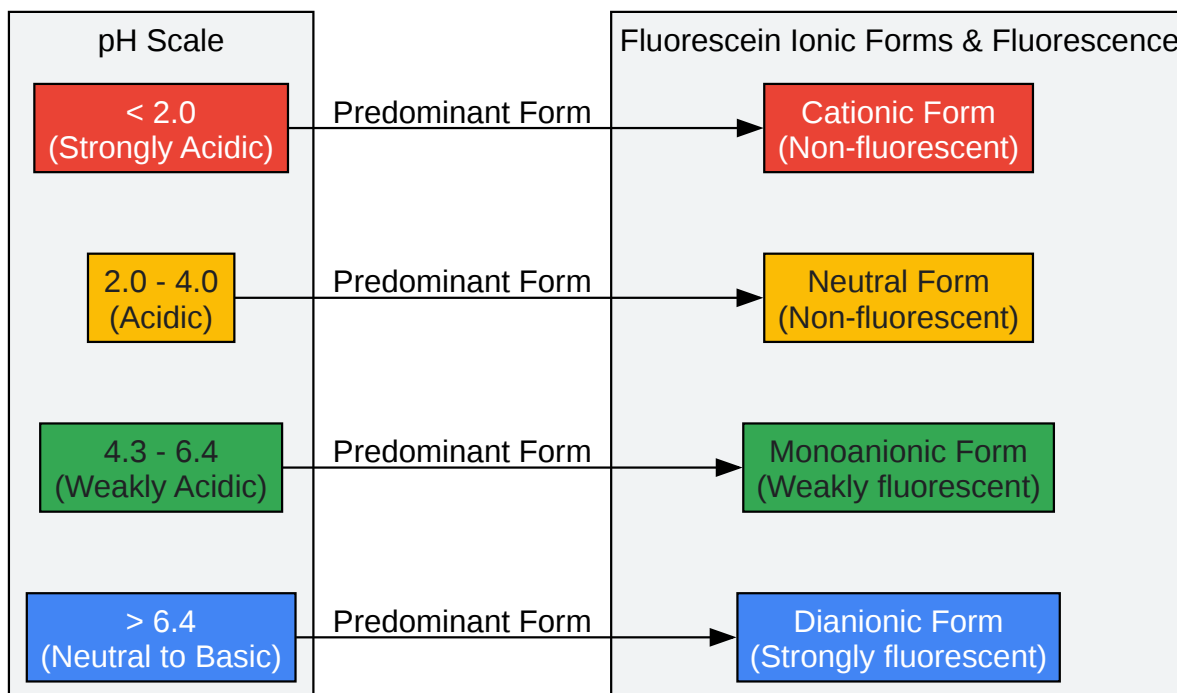 pH Scale
Fluorescein Ionic Forms & Fluorescence
< 2.0
(Strongly Acidic)
Predominant Form
Cationic Form
(Non-fluorescent)
2.0 - 4.0
(Acidic)
Predominant Form
Neutral Form
(Non-fluorescent)
4.3 - 6.4
(Weakly Acidic)
Predominant Form
Monoanionic Form
(Weakly fluorescent)
> 6.4
(Neutral to Basic)
Predominant Form
Dianionic Form
(Strongly fluorescent)